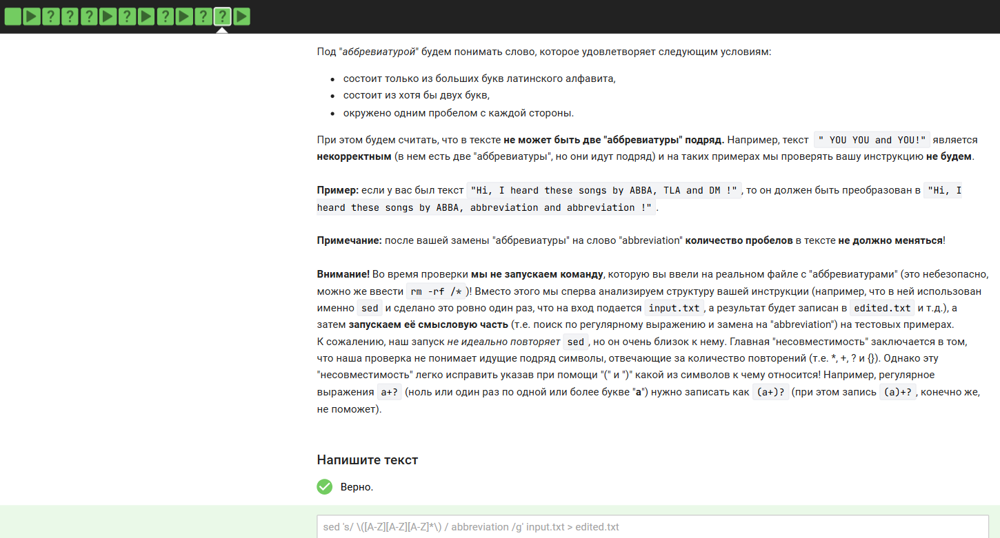 ? ? ? ? ? ? ?
Под "аббревиатурой" будем понимать слово, которое удовлетворяет следующим условиям:
• состоит только из больших букв латинского алфавита,
• состоит из хотя бы двух букв,
• окружено одним пробелом с каждой стороны.
При этом будем считать, что в тексте не может быть две "аббревиатуры" подряд. Например, текст " YOU YOU and YOU!" является
некорректным (в нем есть две "аббревиатуры", но они идут подряд) и на таких примерах мы проверять вашу инструкцию не будем.
Пример: если у вас был текст "Hi, I heard these songs by ABBA, TLA and DM !", то он должен быть преобразован в "Hi, I
heard these songs by ABBA, abbreviation and abbreviation !".
Примечание: после вашей замены "аббревиатуры" на слово "abbreviation" количество пробелов в тексте не должно меняться!
Внимание! Во время проверки мы не запускаем команду, которую вы ввели на реальном файле с "аббревиатурами" (это небезопасно,
можно же ввести rm -rf /*)! Вместо этого мы сперва анализируем структуру вашей инструкции (например, что в ней использован
именно sed и сделано это ровно один раз, что на вход подается input.txt, а результат будет записан в edited.txt и т.д.), а
затем запускаем её смысловую часть (т.е. поиск по регулярному выражению и замена на "abbreviation") на тестовых примерах.
К сожалению, наш запуск не идеально повторяет sed, но он очень близок к нему. Главная "несовместимость" заключается в том,
что наша проверка не понимает идущие подряд символы, отвечающие за количество повторений (т.е. *, +, ? и {}). Однако эту
"несовместимость" легко исправить указав при помощи "(" и ")" какой из символов к чему относится! Например, регулярное
выражения a+? (ноль или один раз по одной или более букве "a") нужно записать как (a+)? (при этом запись (a)+?, конечно же,
не поможет).
Напишите текст
Верно.
sed 's/ \([A-Z][A-Z][A-Z]*\) / abbreviation /g' input.txt > edited.txt